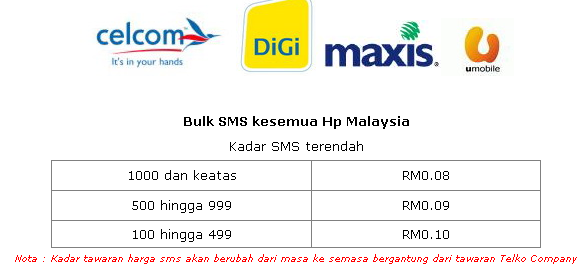 celcom
It's in your hands
DiGi
maxis
umobile
Bulk SMS kesemua Hp Malaysia
Kadar SMS terendah
1000 dan keatas RM0.08
500 hingga 999 RM0.09
100 hingga 499 RM0.10
Nota : Kadar tawaran harga sms akan berubah dari masa ke semasa bergantung dari tawaran Telko Company